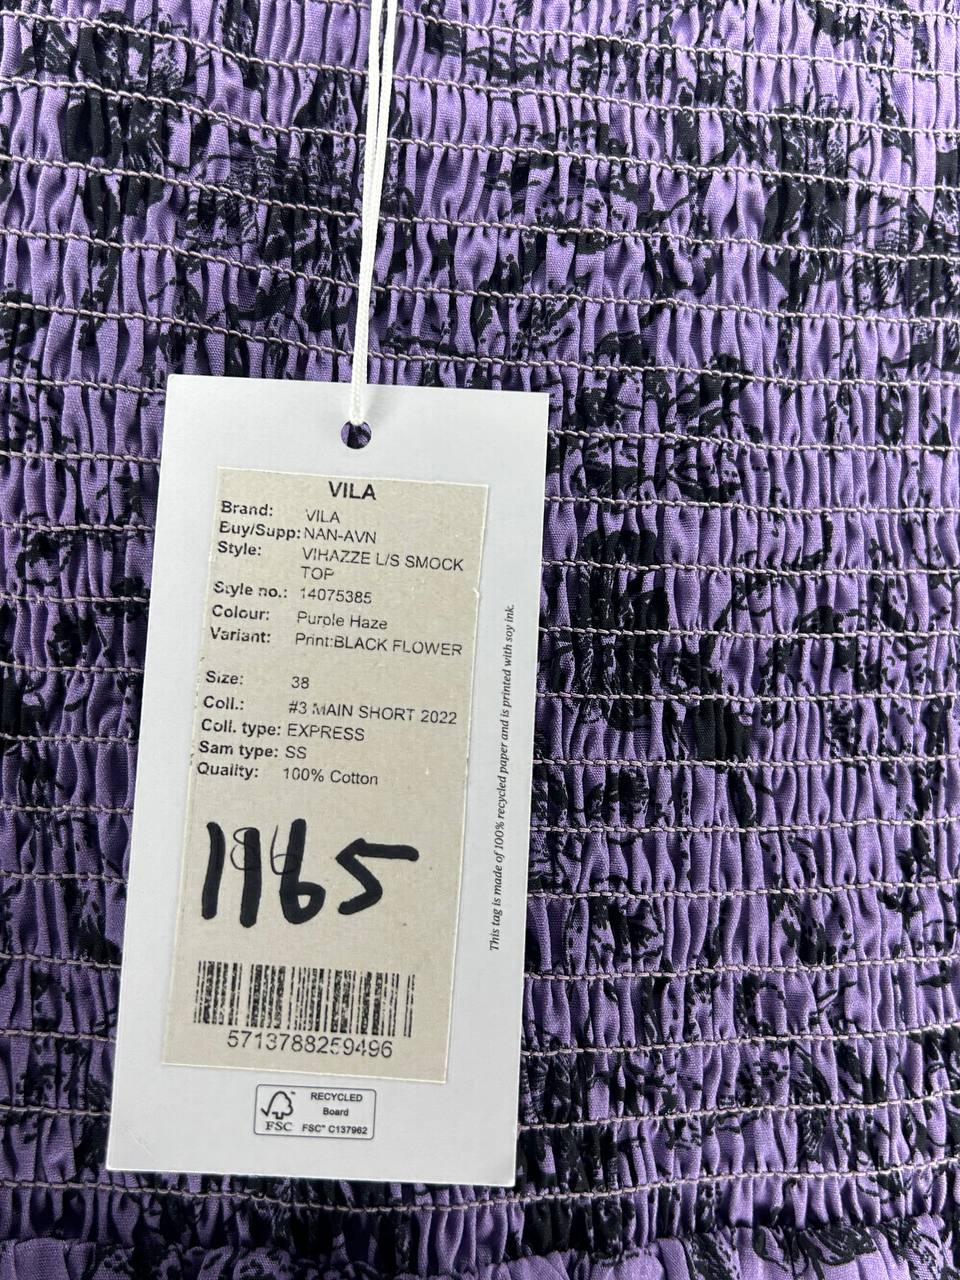 VILA
Brand: VILA
Buy/Supp: NAN-AVN
Style: VIHAZZE L/S SMOCK
TOP
Style no.: 14075385
Colour: Purple Haze
Variant: Print:BLACK FLOWER
Size: 38
Coll.: #3 MAIN SHORT 2022
Coll. type: EXPRESS
Sam type: SS
Quality: 100% Cotton
1165
5713788259496
This tag is made of 100% recycled paper and is printed with soy ink.
FSC™
RECYCLED
Board
FSC® C137962